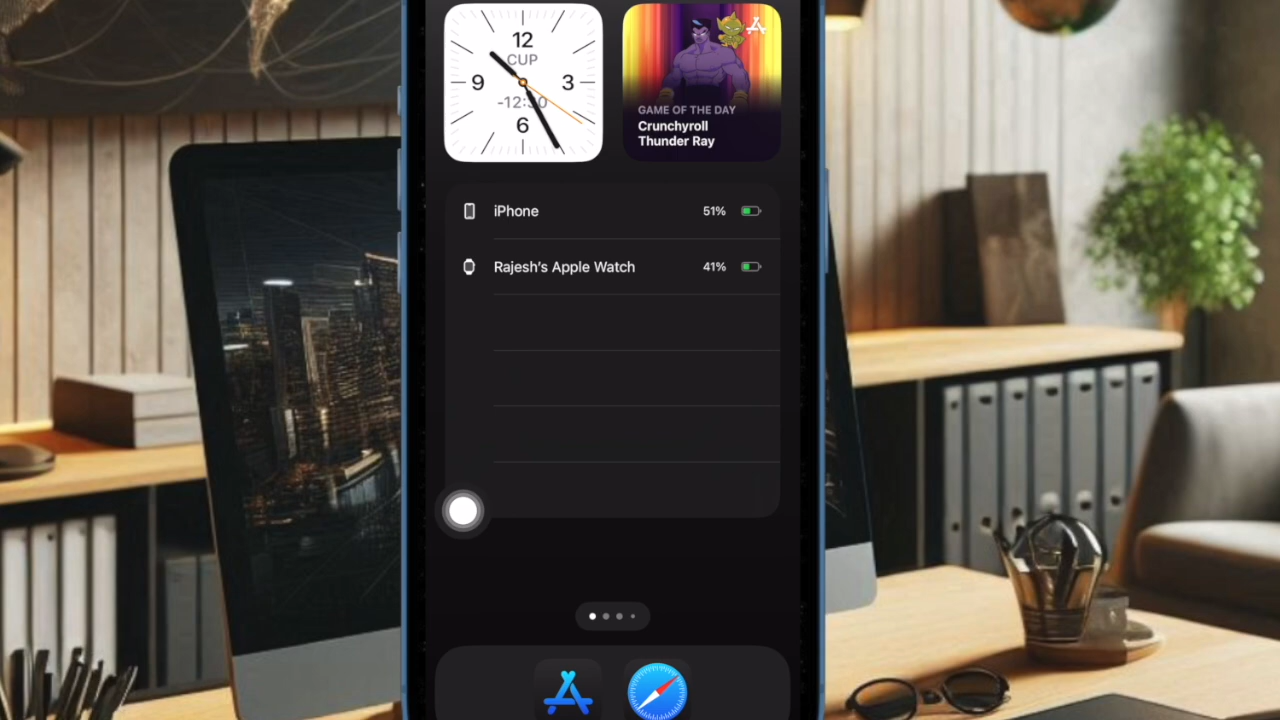 12
CUP
9
3
-12:30
6
GAME OF THE DAY
Crunchyroll
Thunder Ray
iPhone
51%
Rajesh's Apple Watch
41%